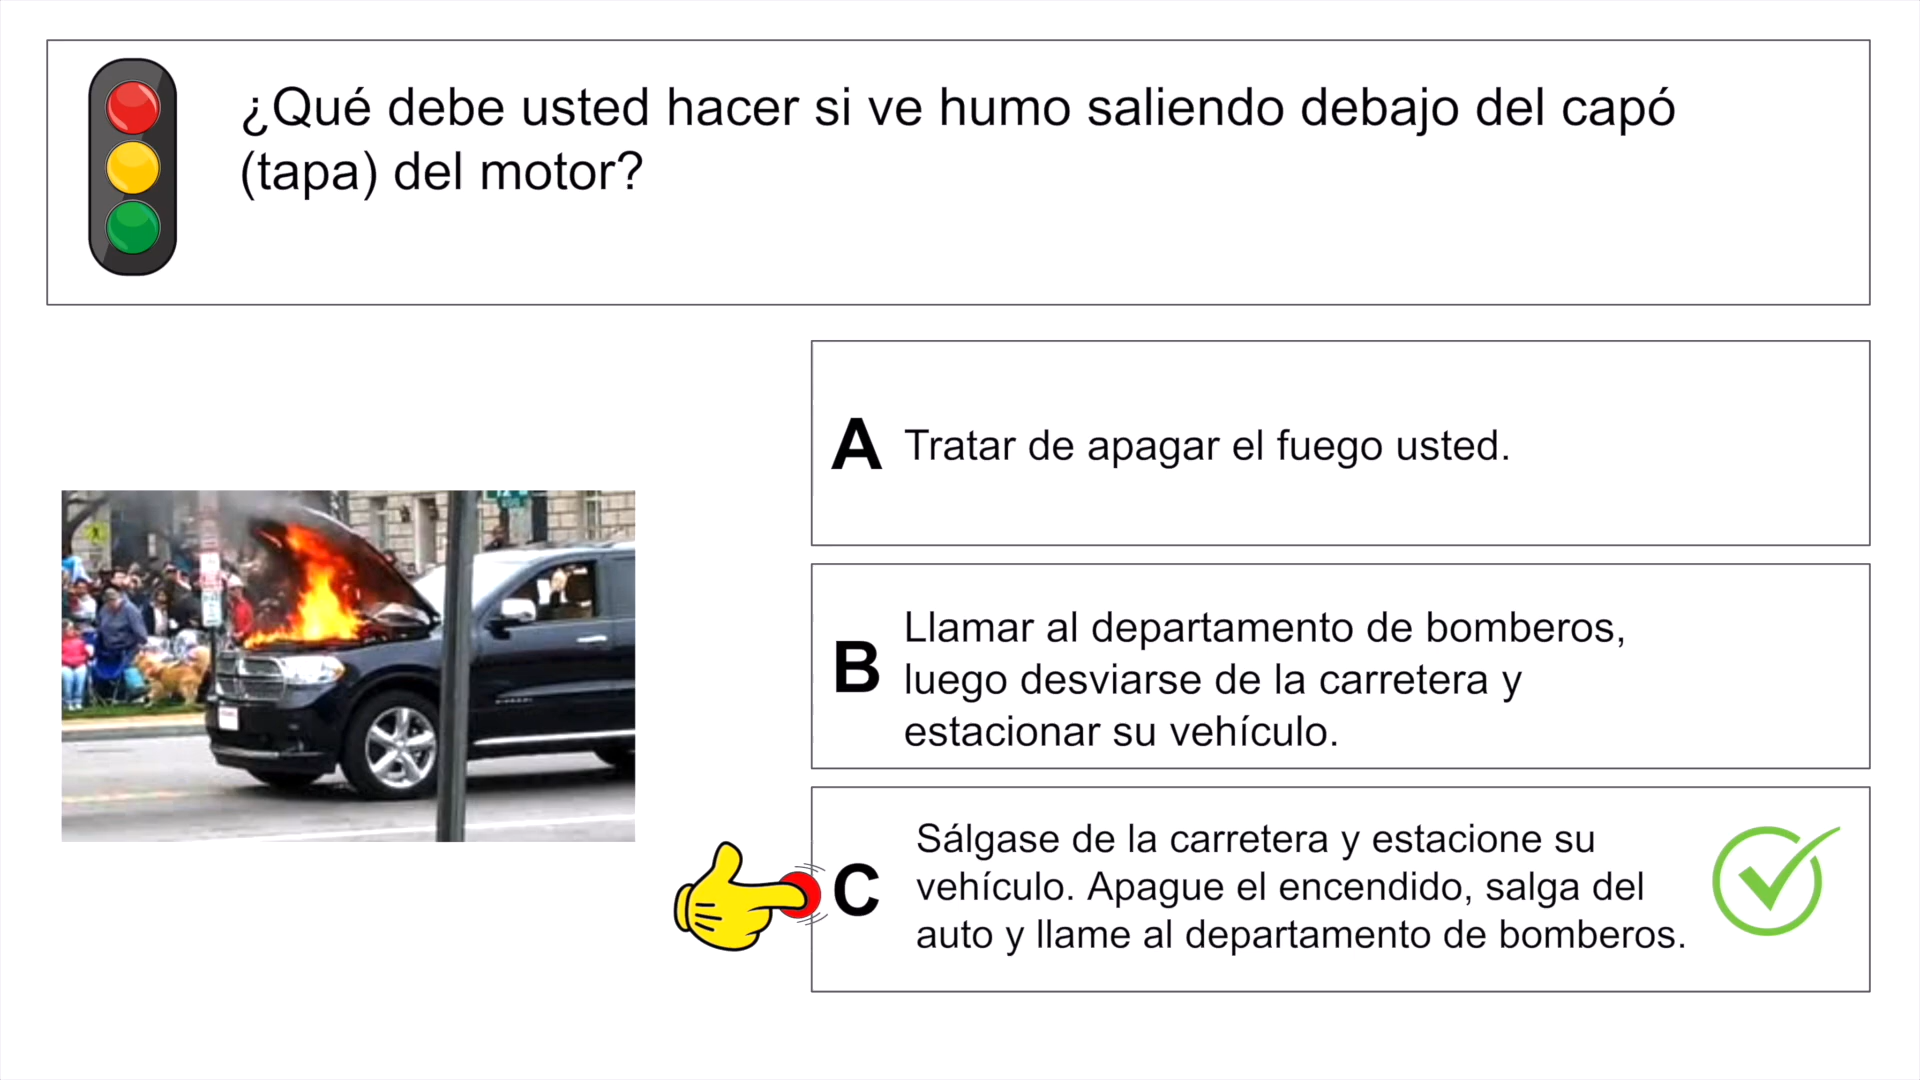 ¿Qué debe usted hacer si ve humo saliendo debajo del capó
(tapa) del motor?
A Tratar de apagar el fuego usted.
B Llamar al departamento de bomberos,
luego desviarse de la carretera y
estacionar su vehículo.
C Sálgase de la carretera y estacione su
vehículo. Apague el encendido, salga del
auto y llame al departamento de bomberos.